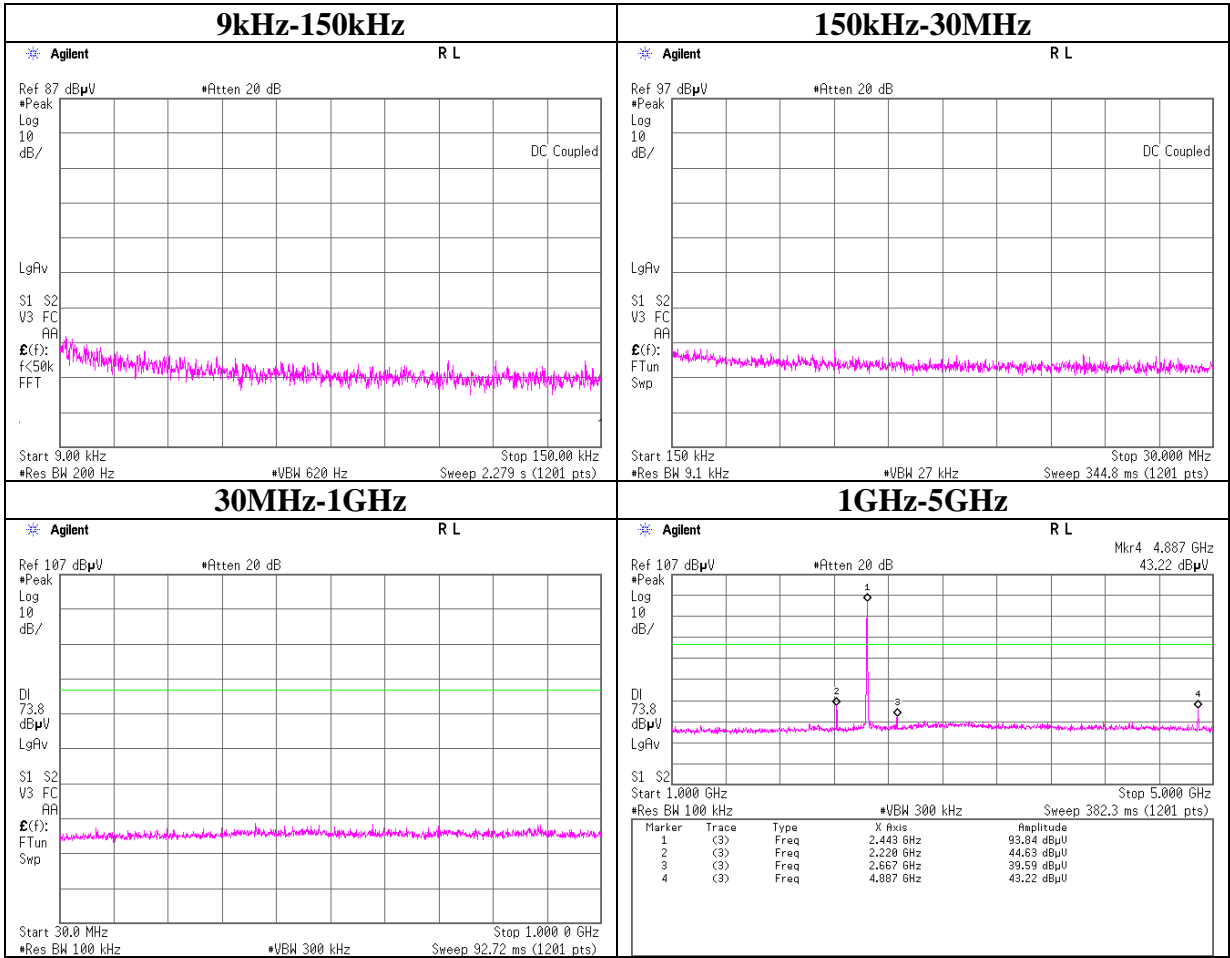 9kHz-150kHz
Agilent R L
Ref 87 dBµV #Atten 20 dB
#Peak
Log
10
dB/
DC Coupled
LgAv
S1 S2
V3 FC
AA
£(f):
f<50k
FFT
Start 9.00 kHz Stop 150.00 kHz
#Res BW 200 Hz #VBW 620 Hz Sweep 2.279 s (1201 pts)
150kHz-30MHz
Agilent R L
Ref 97 dBµV #Atten 20 dB
#Peak
Log
10
dB/
DC Coupled
LgAv
S1 S2
V3 FC
AA
£(f):
FTun
Swp
Start 150 kHz Stop 30.000 MHz
#Res BW 9.1 kHz #VBW 27 kHz Sweep 344.8 ms (1201 pts)
30MHz-1GHz
Agilent R L
Ref 107 dBµV #Atten 20 dB
#Peak
Log
10
dB/
DI
73.8
dBµV
LgAv
S1 S2
V3 FC
AA
£(f):
FTun
Swp
Start 30.0 MHz Stop 1.000 0 GHz
#Res BW 100 kHz #VBW 300 kHz Sweep 92.72 ms (1201 pts)
1GHz-5GHz
Agilent R L
Mkr4 4.887 GHz
Ref 107 dBµV #Atten 20 dB 43.22 dBµV
#Peak
Log
10
dB/
1
2
3
4
DI
73.8
dBµV
LgAv
S1 S2
Start 1.000 GHz Stop 5.000 GHz
#Res BW 100 kHz #VBW 300 kHz Sweep 382.3 ms (1201 pts)
Marker Trace Type X Axis Amplitude
1 (3) Freq 2.443 GHz 93.84 dBµV
2 (3) Freq 2.220 GHz 44.63 dBµV
3 (3) Freq 2.667 GHz 39.59 dBµV
4 (3) Freq 4.887 GHz 43.22 dBµV